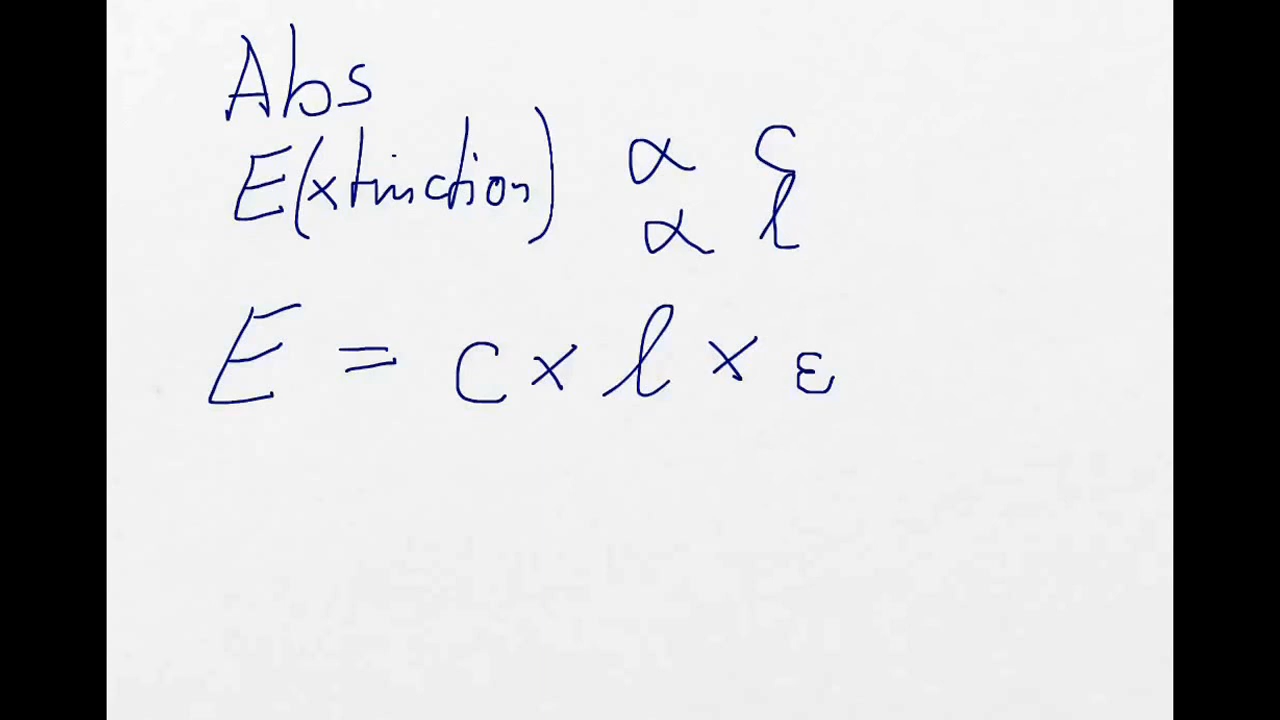 Abs
E(xtinction) α c
α l
E = c x l x ε